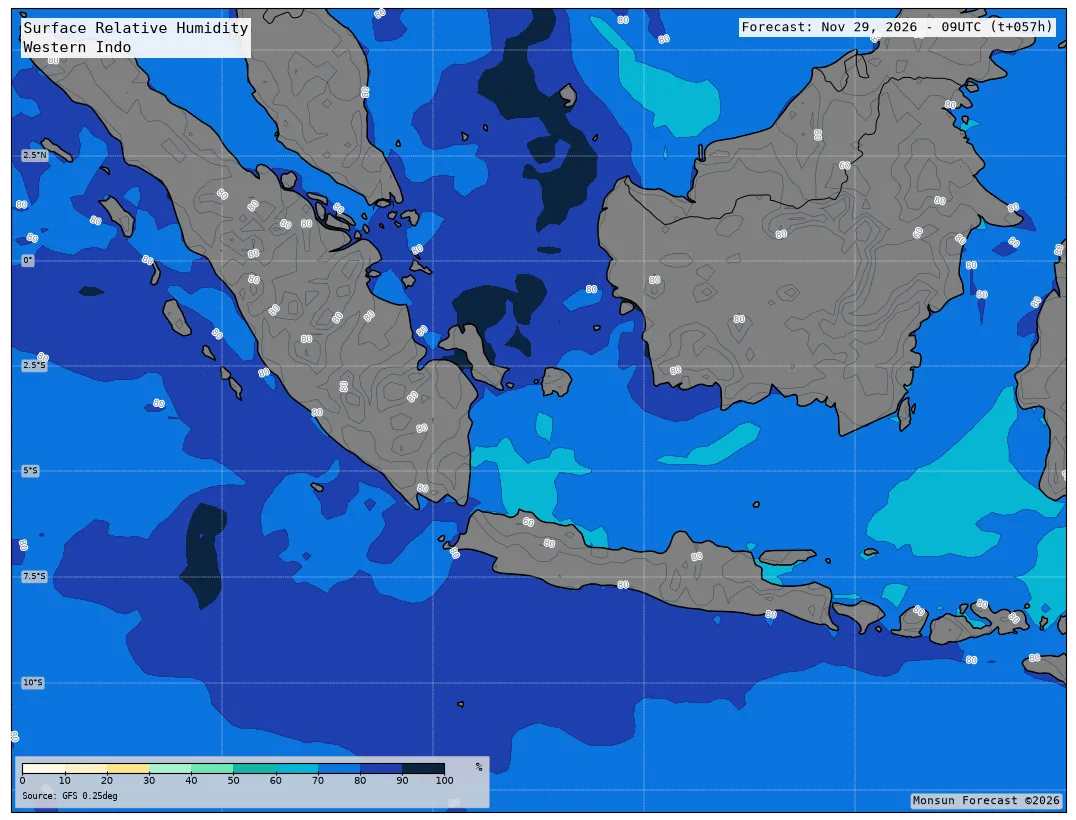 Surface Relative Humidity
Western Indo
Forecast: Nov 29, 2026 - 09UTC (t+057h)
2.5°N
0°
2.5°S
5°S
7.5°S
10°S
0 10 20 30 40 50 60 70 80 90 100 %
Source: GFS 0.25deg
Monsun Forecast ©2026